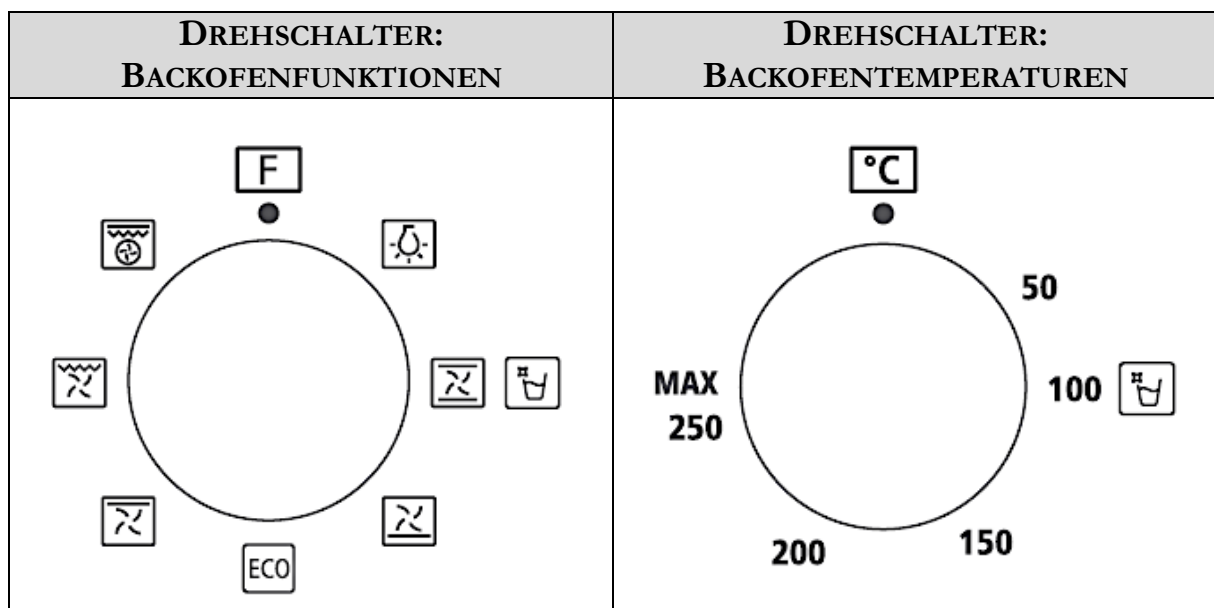 DREHSCHALTER:
BACKOFENFUNKTIONEN
DREHSCHALTER:
BACKOFENTEMPERATUREN
F
ECO
°C
50
100
150
200
MAX
250